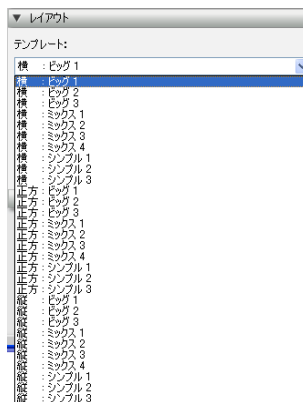 ▼ レイアウト
テンプレート:
横　: ビッグ 1
横　: ビッグ 1
横　: ビッグ 2
横　: ビッグ 3
横　: ミックス 1
横　: ミックス 2
横　: ミックス 3
横　: ミックス 4
横　: シンプル 1
横　: シンプル 2
横　: シンプル 3
正方 : ビッグ 1
正方 : ビッグ 2
正方 : ビッグ 3
正方 : ミックス 1
正方 : ミックス 2
正方 : ミックス 3
正方 : ミックス 4
正方 : シンプル 1
正方 : シンプル 2
正方 : シンプル 3
縦　: ビッグ 1
縦　: ビッグ 2
縦　: ビッグ 3
縦　: ミックス 1
縦　: ミックス 2
縦　: ミックス 3
縦　: ミックス 4
縦　: シンプル 1
縦　: シンプル 2
縦　: シンプル 3